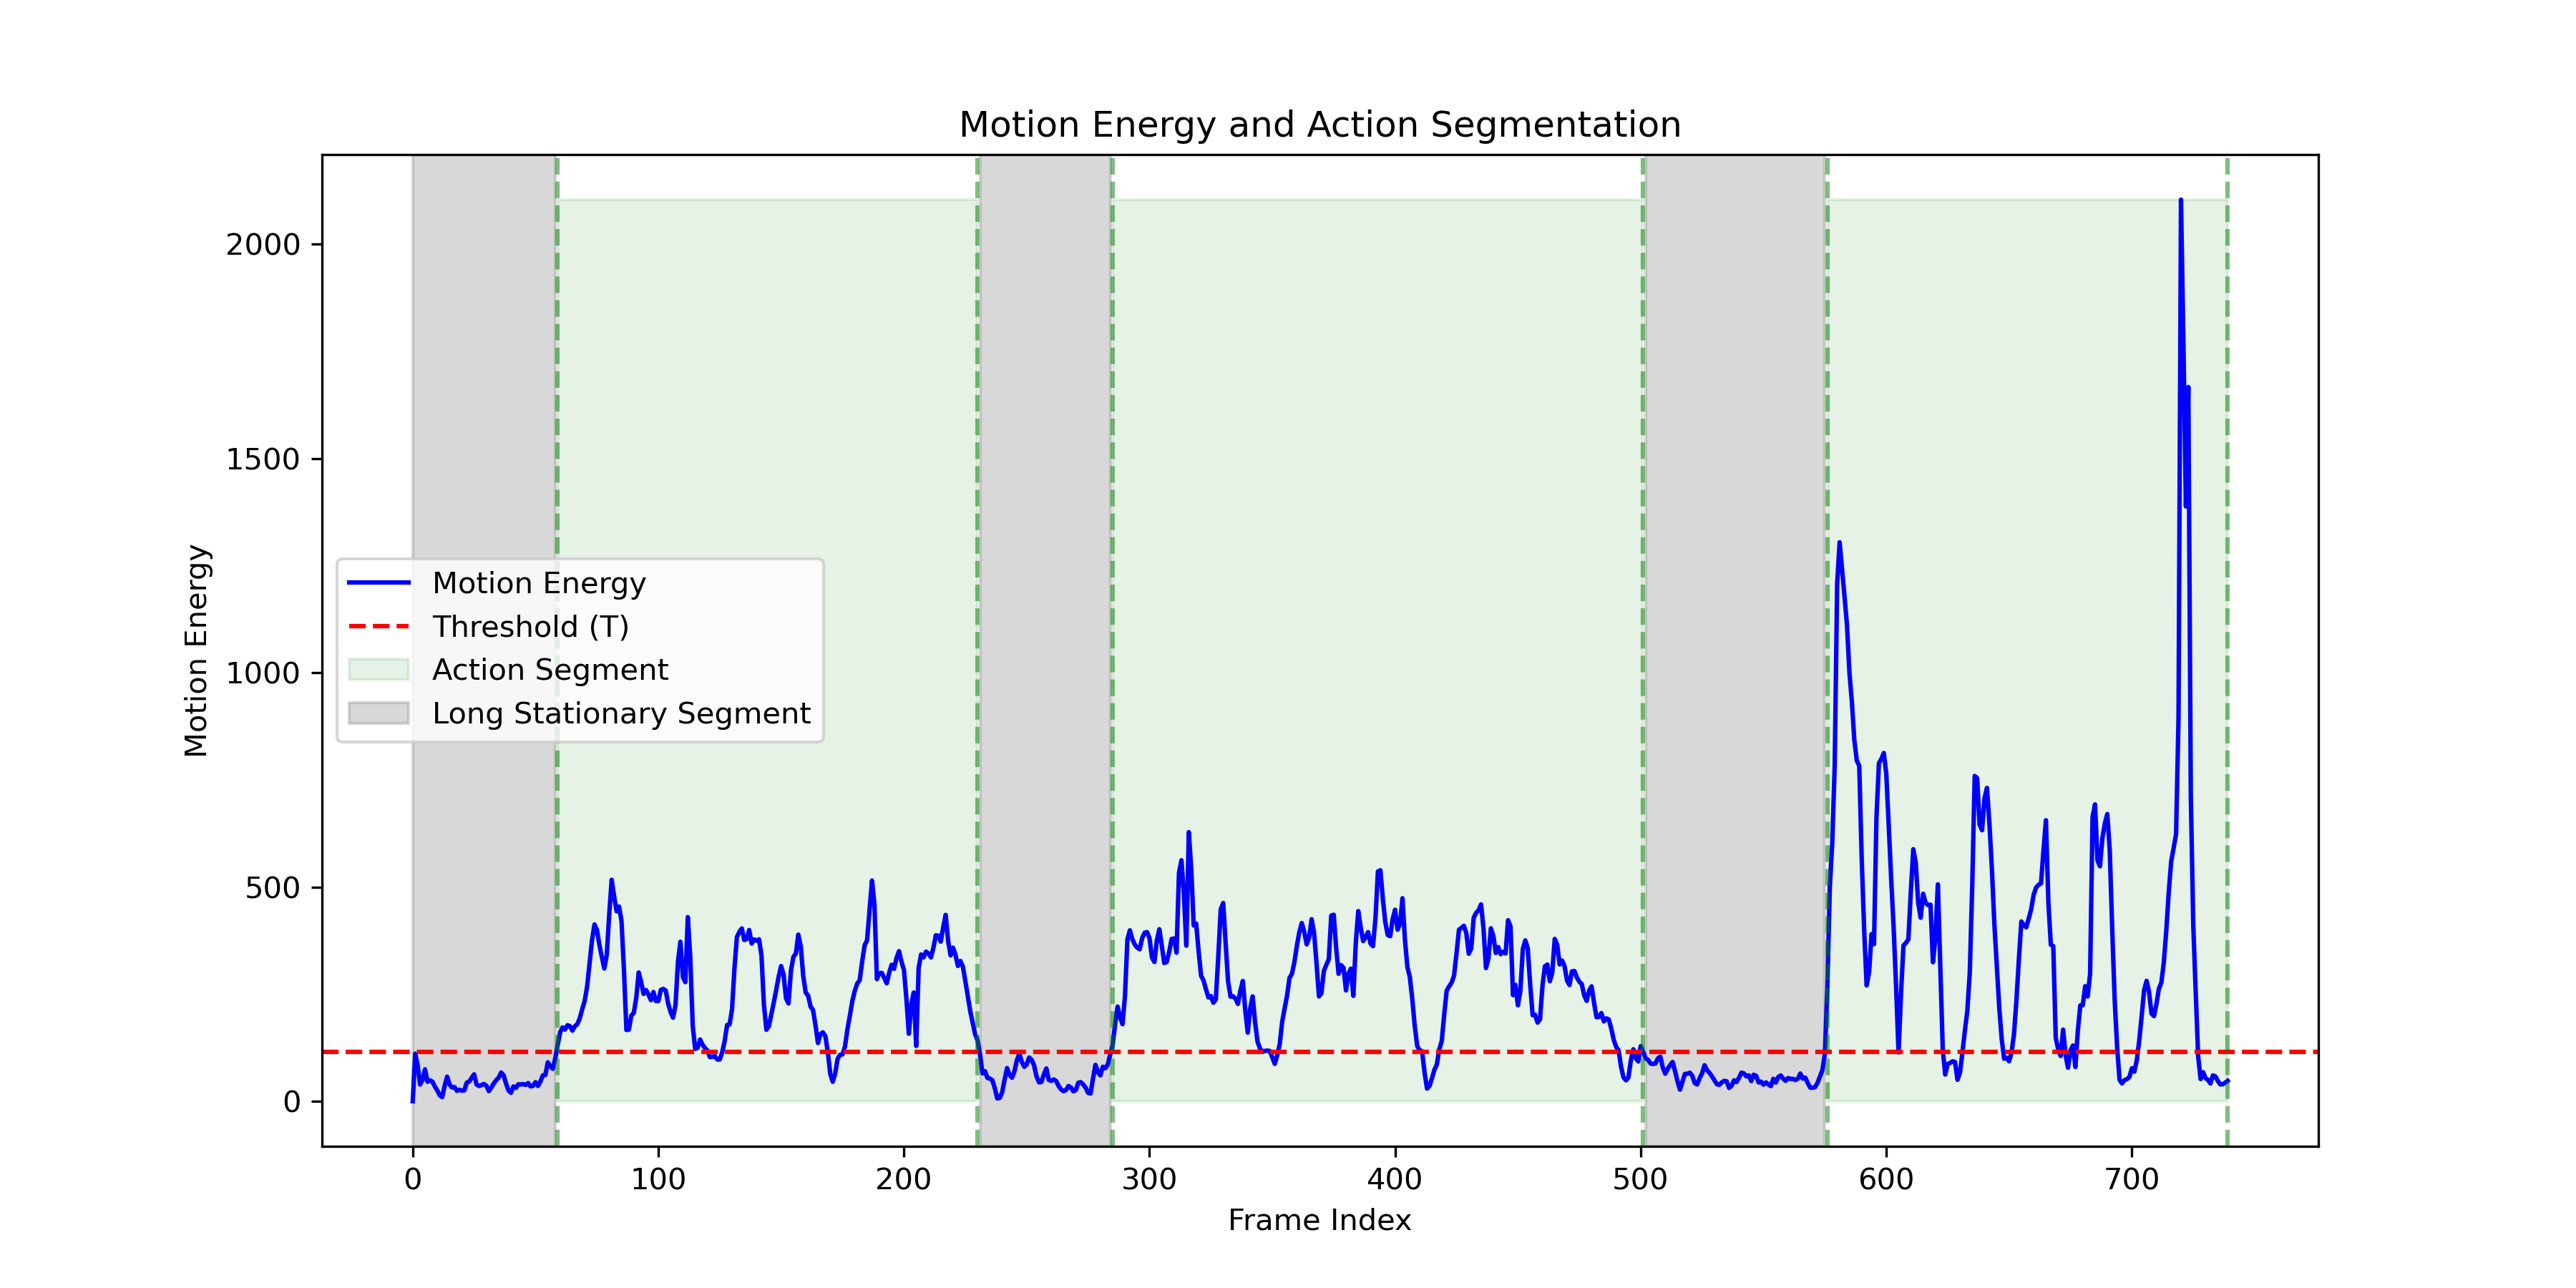 Motion Energy and Action Segmentation
2000
1500
1000
500
0
Motion Energy
Motion Energy
Threshold (T)
Action Segment
Long Stationary Segment
0 100 200 300 400 500 600 700
Frame Index